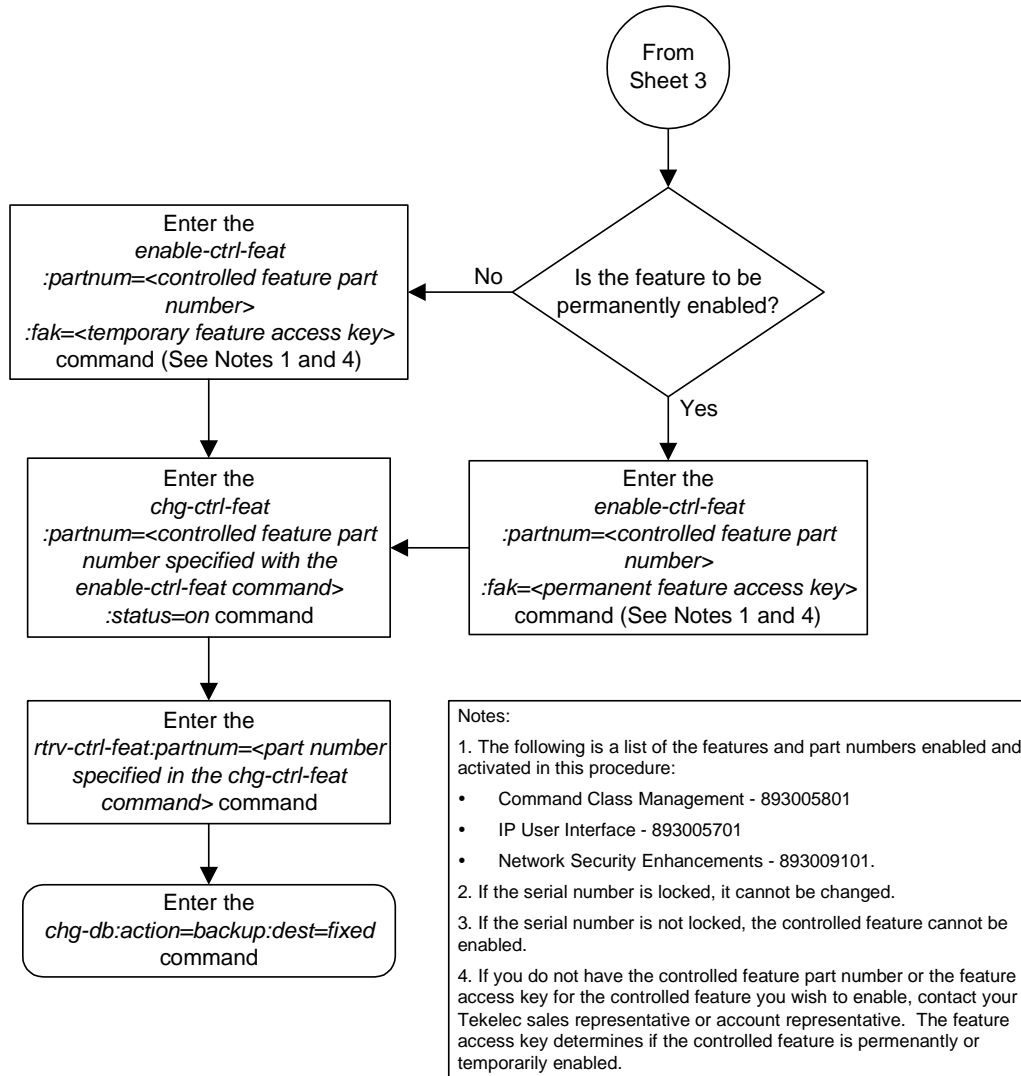 From
Sheet 3
Is the feature to be
permanently enabled?
No
Yes
Enter the
enable-ctrl-feat
:partnum=<controlled feature part
number>
:fak=<temporary feature access key>
command (See Notes 1 and 4)
Enter the
enable-ctrl-feat
:partnum=<controlled feature part
number>
:fak=<permanent feature access key>
command (See Notes 1 and 4)
Enter the
chg-ctrl-feat
:partnum=<controlled feature part
number specified with the
enable-ctrl-feat command>
:status=on command
Enter the
rtrv-ctrl-feat:partnum=<part number
specified in the chg-ctrl-feat
command> command
Enter the
chg-db:action=backup:dest=fixed
command
Notes:
1. The following is a list of the features and part numbers enabled and
activated in this procedure:
• Command Class Management - 893005801
• IP User Interface - 893005701
• Network Security Enhancements - 893009101.
2. If the serial number is locked, it cannot be changed.
3. If the serial number is not locked, the controlled feature cannot be
enabled.
4. If you do not have the controlled feature part number or the feature
access key for the controlled feature you wish to enable, contact your
Tekelec sales representative or account representative. The feature
access key determines if the controlled feature is permenantly or
temporarily enabled.